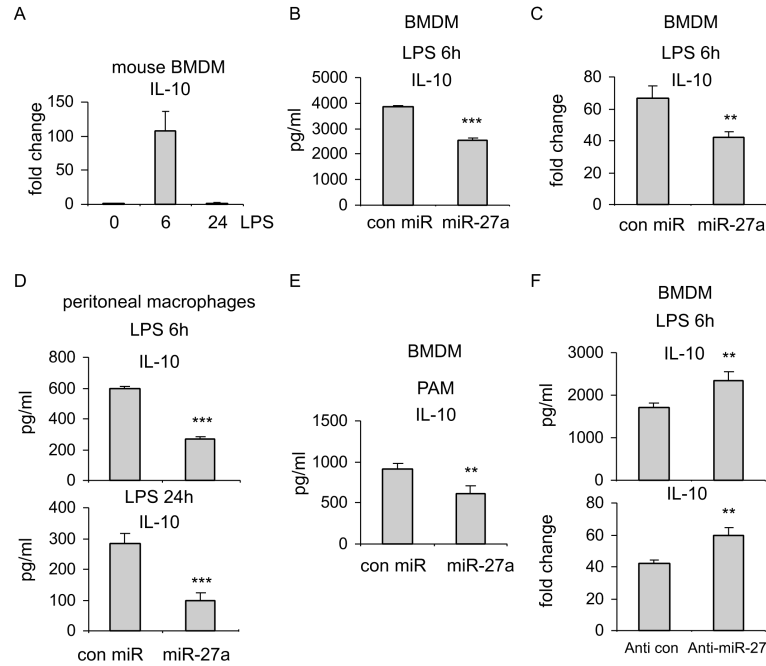 A
mouse BMDM
IL-10
fold change
150
100
50
0
0 6 24 LPS
B
BMDM
LPS 6h
IL-10
pg/ml
5000
4000
3000
2000
1000
0
***
con miR miR-27a
C
BMDM
LPS 6h
IL-10
fold change
80
60
40
20
0
**
con miR miR-27a
D
peritoneal macrophages
LPS 6h
IL-10
pg/ml
800
600
400
200
0
***
LPS 24h
IL-10
pg/ml
400
300
200
100
0
***
con miR miR-27a
E
BMDM
PAM
IL-10
pg/ml
1500
1000
500
0
**
con miR miR-27a
F
BMDM
LPS 6h
IL-10
pg/ml
3000
2000
1000
0
**
IL-10
fold change
80
60
40
20
0
**
Anti con Anti-miR-27